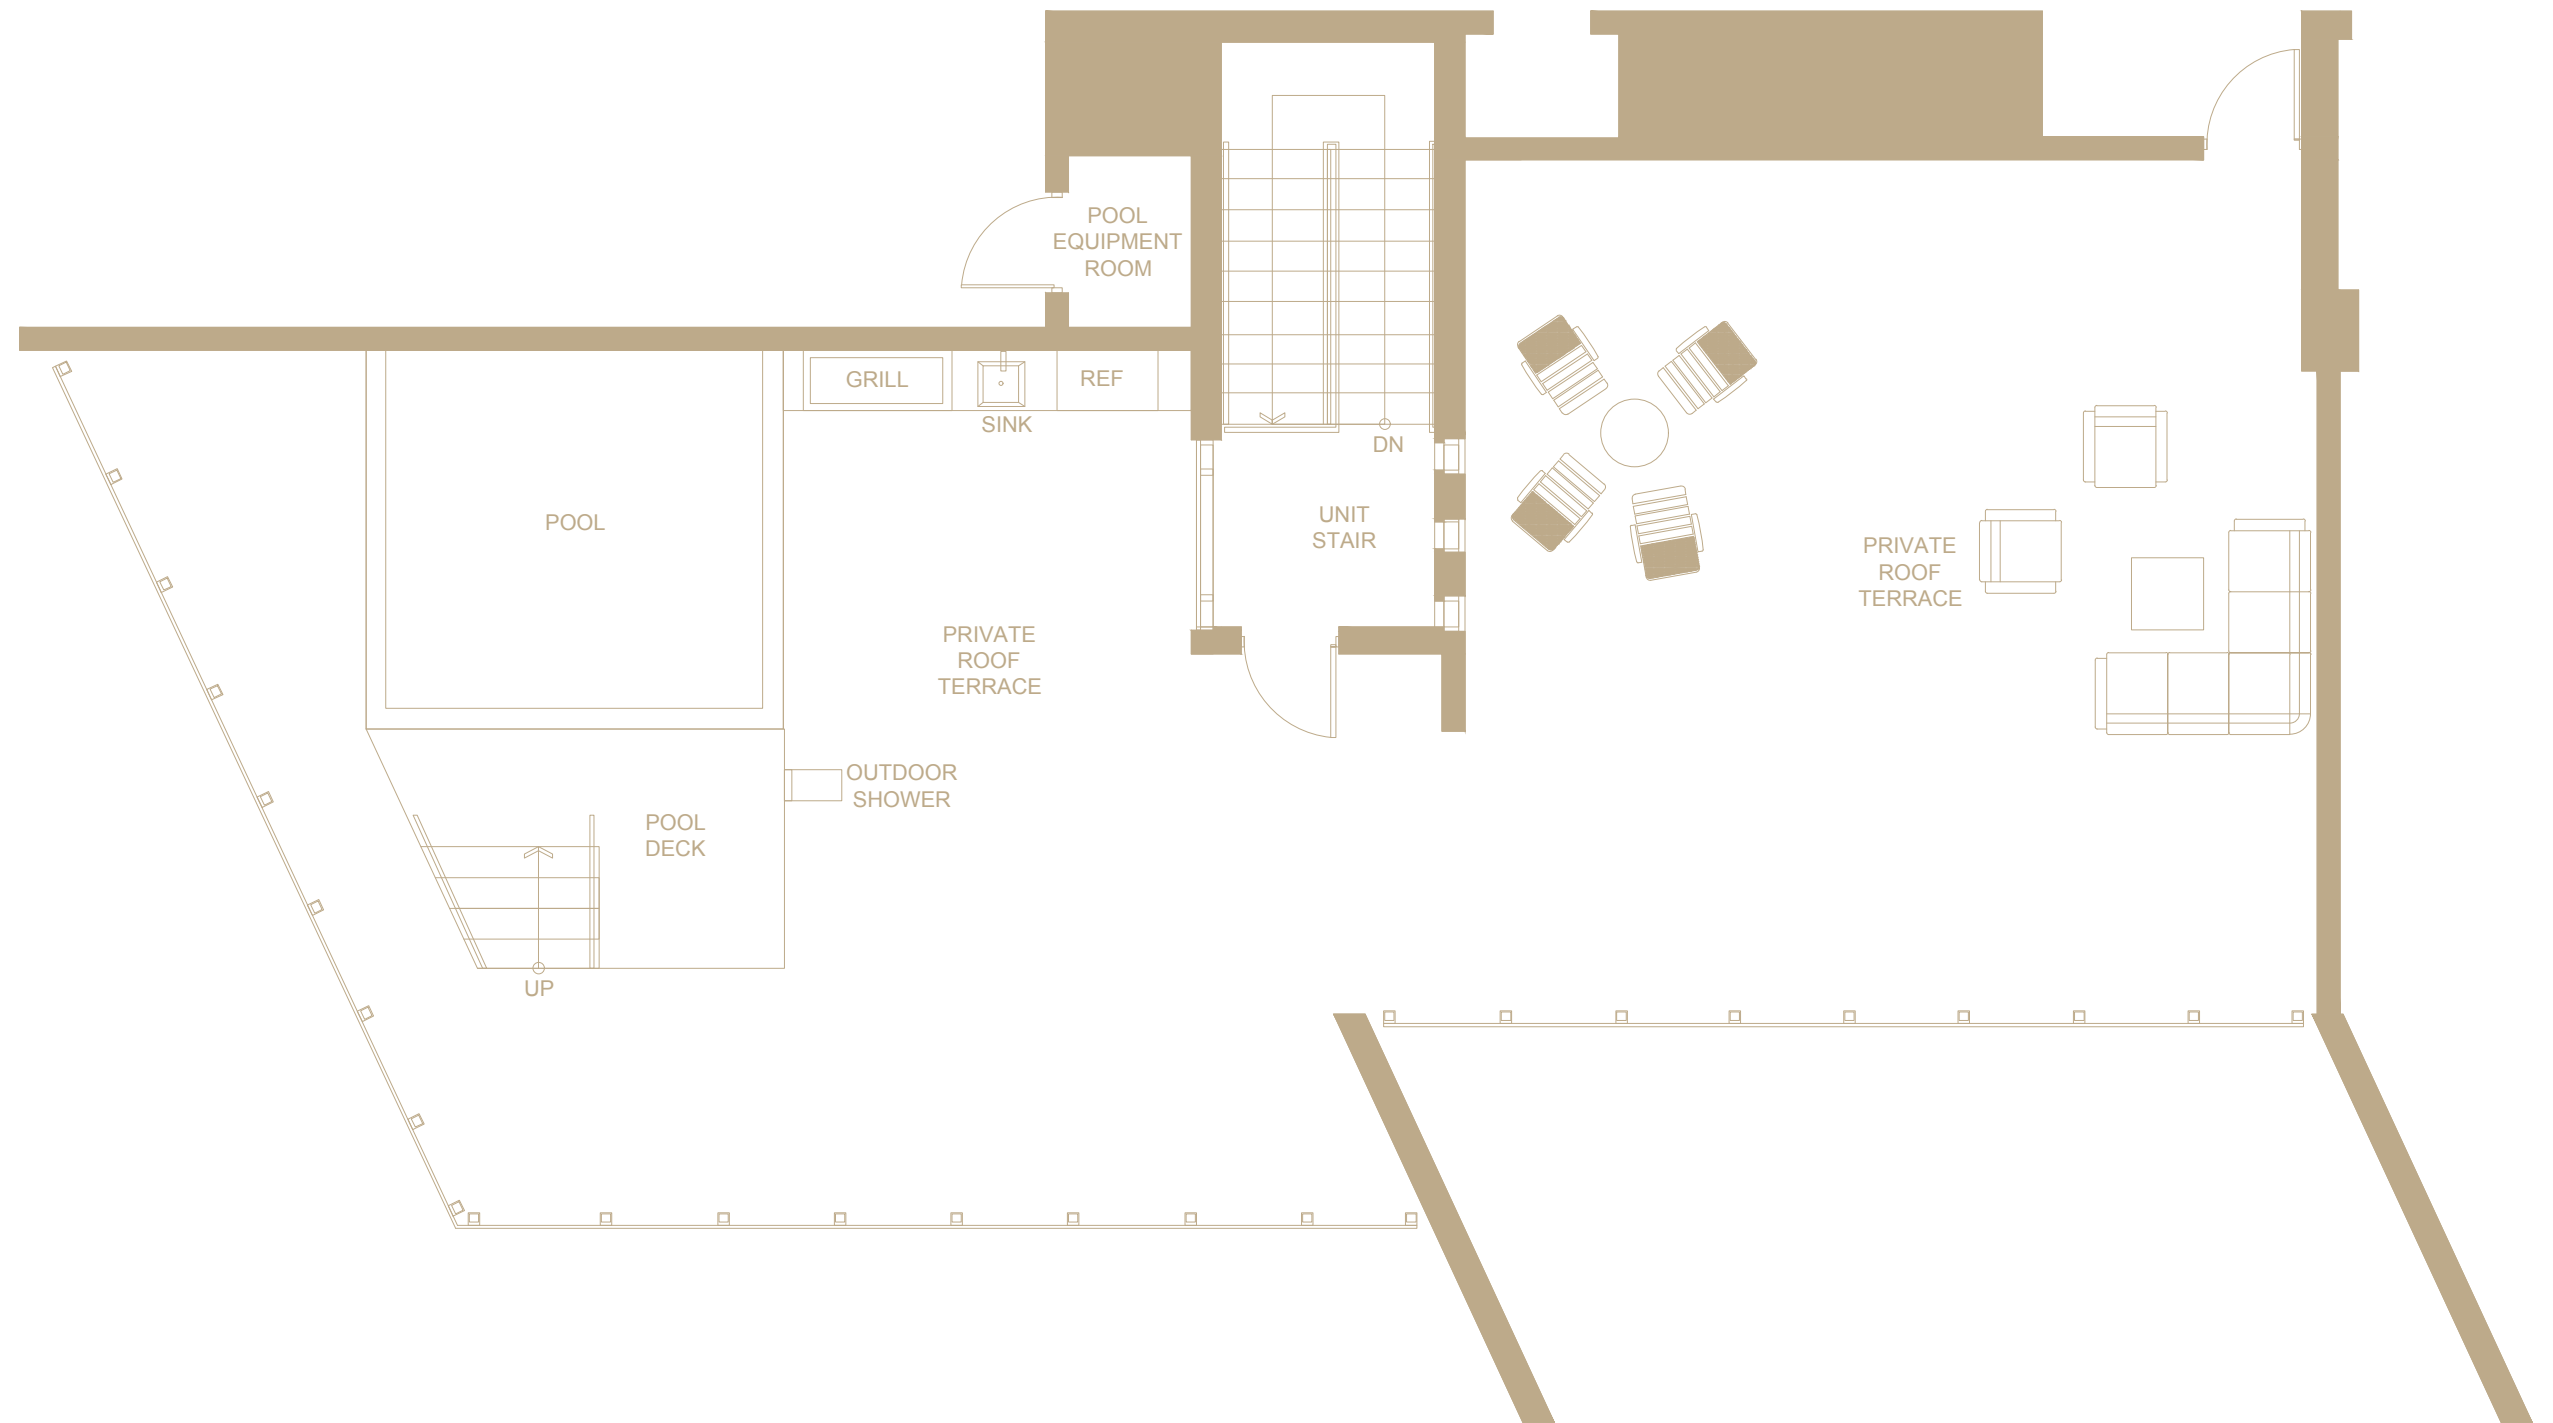 POOL
EQUIPMENT
ROOM
GRILL
REF
SINK
DN
UNIT
STAIR
POOL
PRIVATE
ROOF
TERRACE
PRIVATE
ROOF
TERRACE
OUTDOOR
SHOWER
POOL
DECK
UP